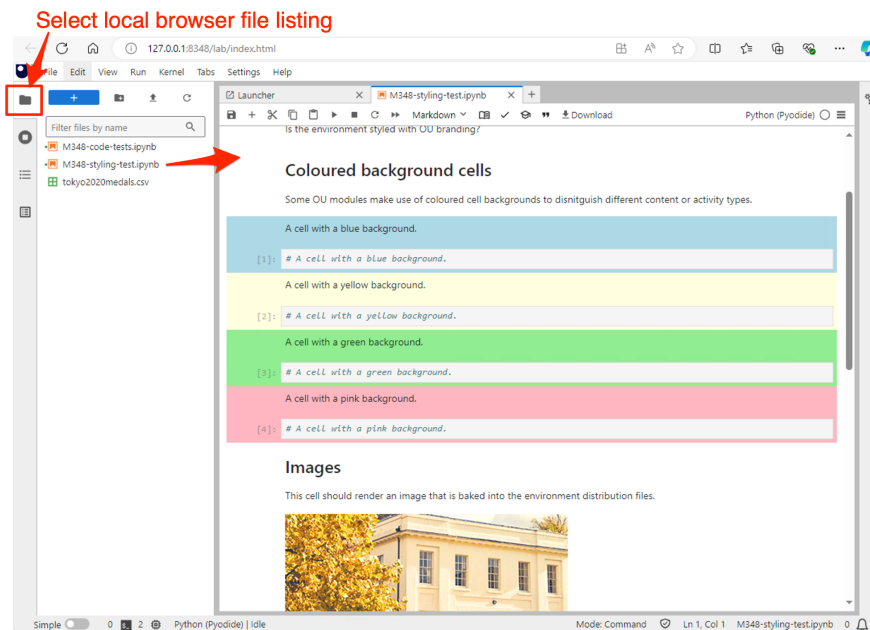 Select local browser file listing
127.0.0.1:8348/lab/index.html
File Edit View Run Kernel Tabs Settings Help
Launcher
M348-styling-test.ipynb
Filter files by name
Markdown
Download
Python (Pyodide)
M348-code-tests.ipynb
M348-styling-test.ipynb
tokyo2020medals.csv
Is the environment styled with OU branding?
Coloured background cells
Some OU modules make use of coloured cell backgrounds to disnitguish different content or activity types.
A cell with a blue background.
[1]: # A cell with a blue background.
A cell with a yellow background.
[2]: # A cell with a yellow background.
A cell with a green background.
[3]: # A cell with a green background.
A cell with a pink background.
[4]: # A cell with a pink background.
Images
This cell should render an image that is baked into the environment distribution files.
Simple 0 2 Python (Pyodide) | Idle Mode: Command Ln 1, Col 1 M348-styling-test.ipynb 0